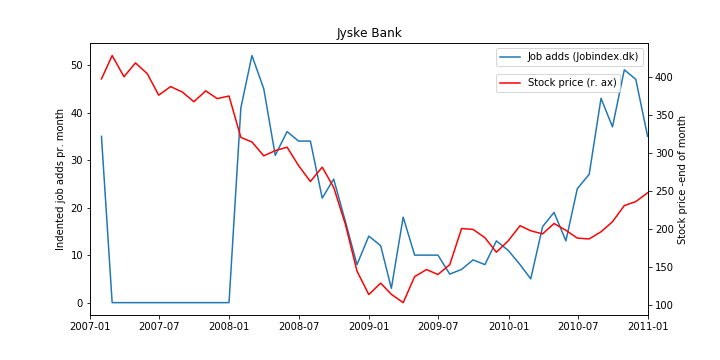 Jyske Bank
Job adds (Jobindex.dk)
Stock price (r. ax)
Indented job adds pr. month
50
40
30
20
10
0
400
350
300
250
200
150
100
Stock price -end of month
2007-01 2007-07 2008-01 2008-07 2009-01 2009-07 2010-01 2010-07 2011-01